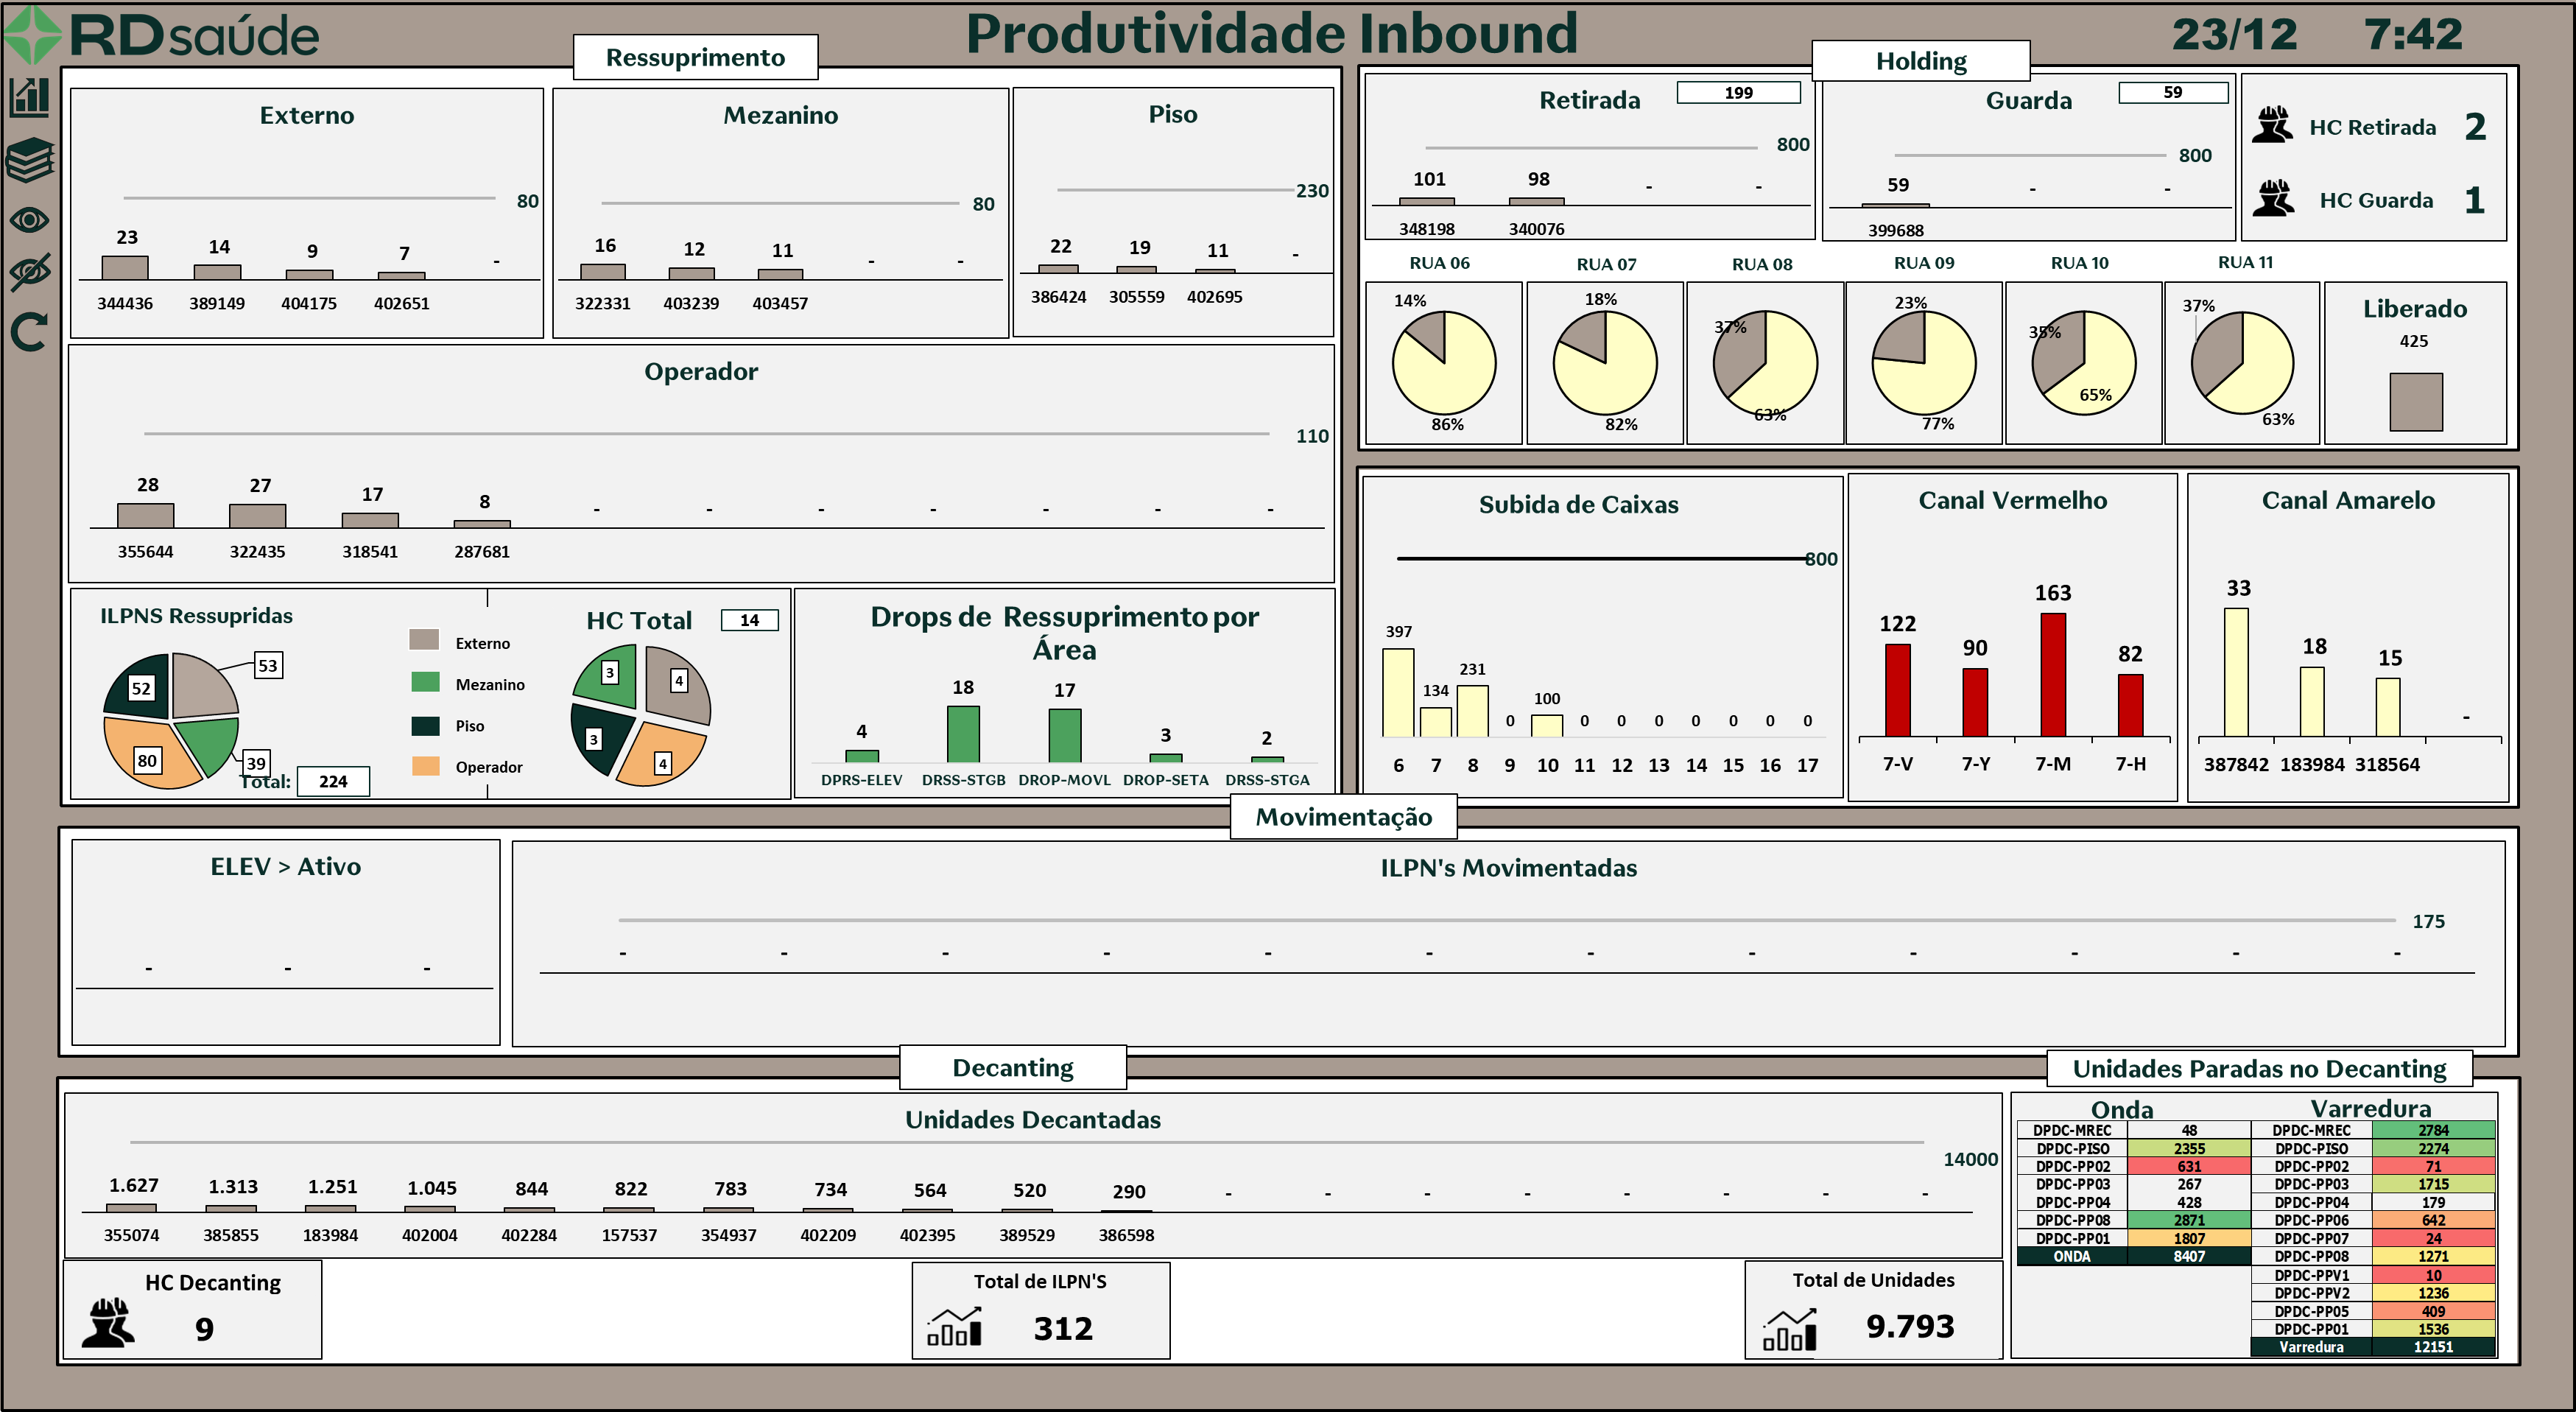 RDsaúde
Produtividade Inbound
23/12 7:42
Ressuprimento
Externo
80
23 14 9 7 -
344436 389149 404175 402651
Mezanino
80
16 12 11 - -
322331 403239 403457
Piso
230
22 19 11 -
386424 305559 402695
Operador
110
28 27 17 8 - - - - - - -
355644 322435 318541 287681
ILPNS Ressupridas
53
52
80
39
Total: 224
Externo
Mezanino
Piso
Operador
HC Total 14
3 4
3 4
Drops de Ressuprimento por
Área
4 18 17 3 2
DPRS-ELEV DRSS-STGB DROP-MOVL DROP-SETA DRSS-STGA
Holding
Retirada 199
800
101 98 - -
348198 340076
Guarda 59
800
59 - -
399688
HC Retirada 2
HC Guarda 1
RUA 06 RUA 07 RUA 08 RUA 09 RUA 10 RUA 11
14% 18% 37% 23% 35% 37%
86% 82% 63% 77% 65% 63%
Liberado
425
Subida de Caixas
800
397 134 231 0 100 0 0 0 0 0 0 0
6 7 8 9 10 11 12 13 14 15 16 17
Canal Vermelho
122 90 163 82
7-V 7-Y 7-M 7-H
Canal Amarelo
33 18 15 -
387842 183984 318564
Movimentação
ELEV > Ativo
- - -
ILPN's Movimentadas
175
- - - - - - - - - - - -
Decanting
Unidades Decantadas
14000
1.627 1.313 1.251 1.045 844 822 783 734 564 520 290 - - - - - - - -
355074 385855 183984 402004 402284 157537 354937 402209 402395 389529 386598
HC Decanting
9
Total de ILPN'S
312
Total de Unidades
9.793
Unidades Paradas no Decanting
Onda
DPDC-MREC 48
DPDC-PISO 2355
DPDC-PP02 631
DPDC-PP03 267
DPDC-PP04 428
DPDC-PP08 2871
DPDC-PP01 1807
ONDA 8407
Varredura
DPDC-MREC 2784
DPDC-PISO 2274
DPDC-PP02 71
DPDC-PP03 1715
DPDC-PP04 179
DPDC-PP06 642
DPDC-PP07 24
DPDC-PP08 1271
DPDC-PPV1 10
DPDC-PPV2 1236
DPDC-PP05 409
DPDC-PP01 1536
Varredura 12151